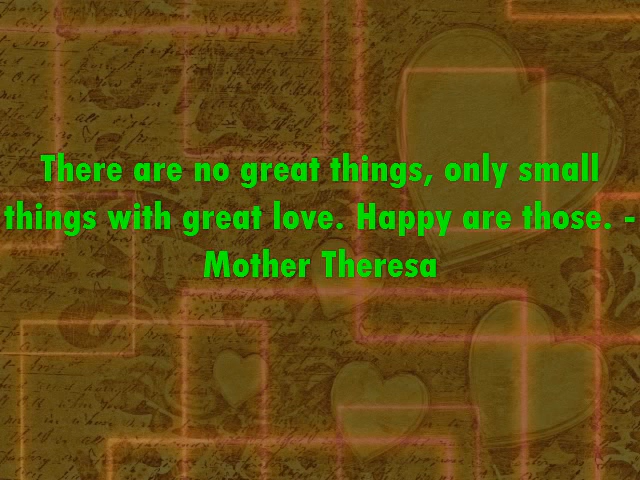 There are no great things, only small
things with great love. Happy are those. -
Mother Theresa